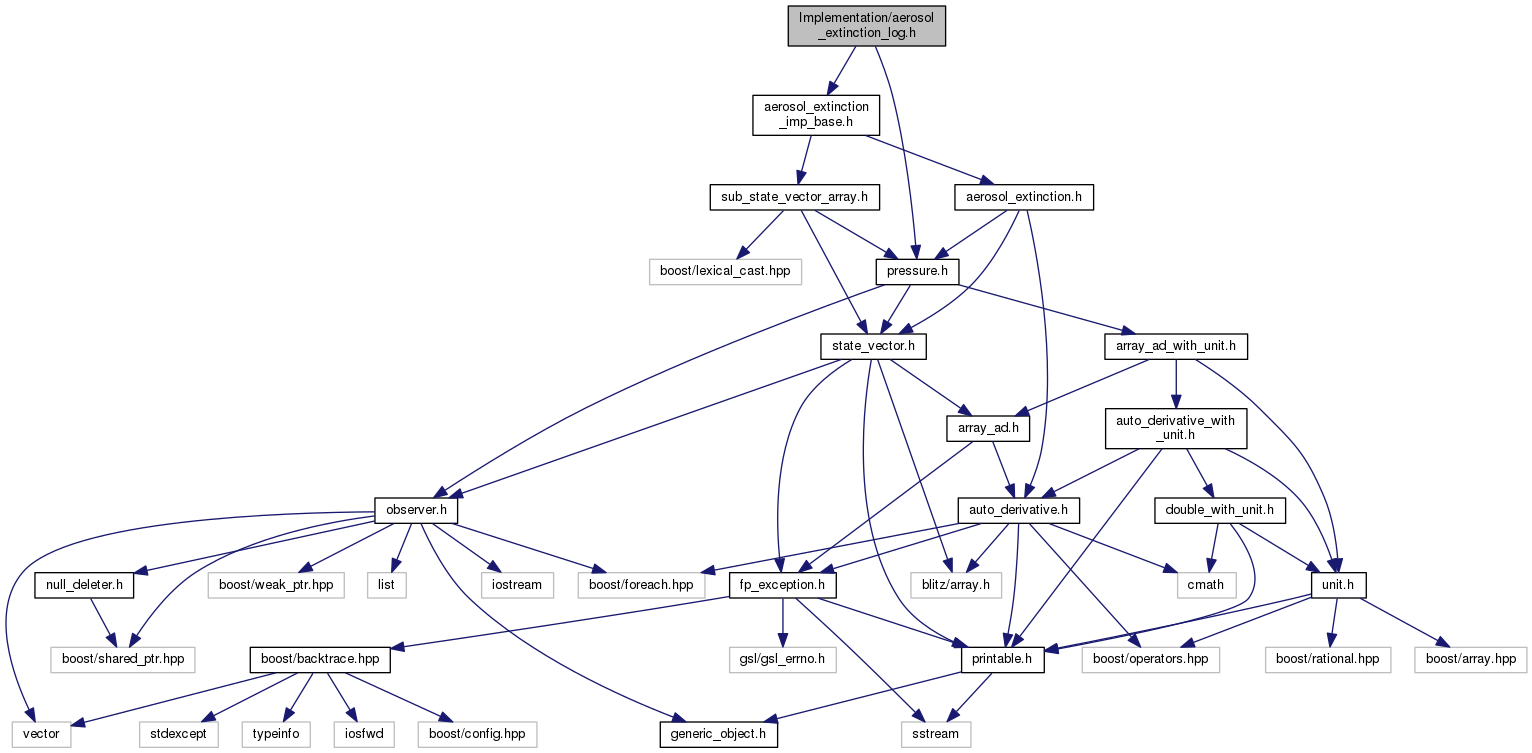 Implementation/aerosol
_extinction_log.h
aerosol_extinction
_imp_base.h
sub_state_vector_array.h
aerosol_extinction.h
boost/lexical_cast.hpp
pressure.h
state_vector.h
array_ad_with_unit.h
array_ad.h
auto_derivative_with
_unit.h
observer.h
auto_derivative.h
double_with_unit.h
null_deleter.h
boost/weak_ptr.hpp
list
iostream
boost/foreach.hpp
fp_exception.h
blitz/array.h
cmath
unit.h
boost/shared_ptr.hpp
boost/backtrace.hpp
gsl/gsl_errno.h
printable.h
boost/operators.hpp
boost/rational.hpp
boost/array.hpp
vector
stdexcept
typeinfo
iosfwd
boost/config.hpp
generic_object.h
sstream